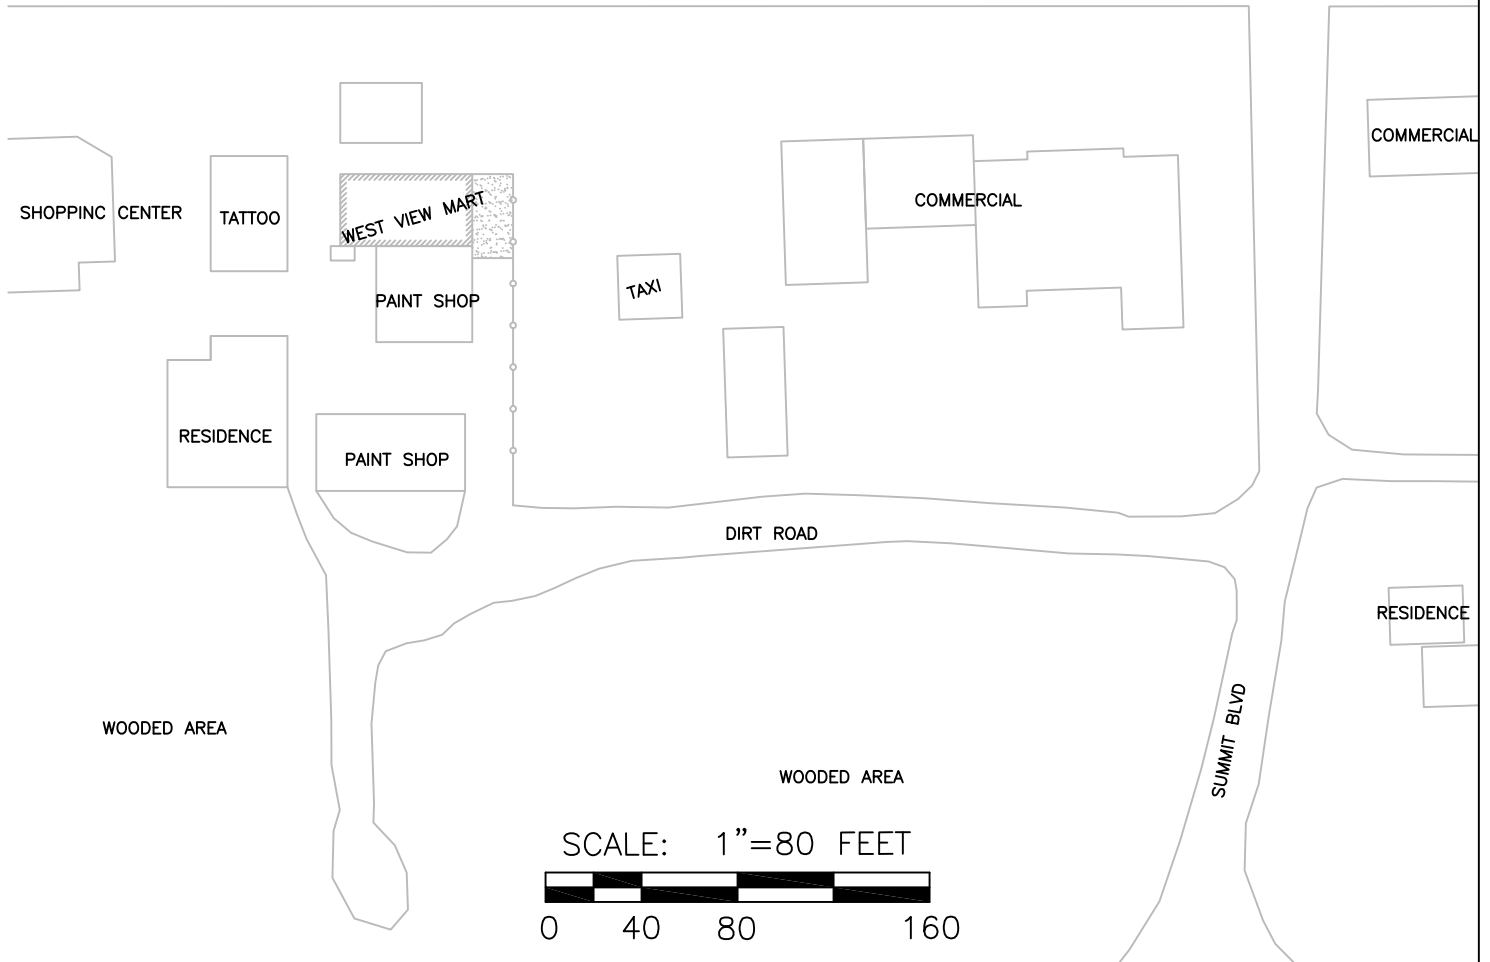 COMMERCIAL
SHOPPINC CENTER
TATTOO
WEST VIEW MART
COMMERCIAL
PAINT SHOP
TAXI
RESIDENCE
PAINT SHOP
DIRT ROAD
RESIDENCE
WOODED AREA
SUMMIT BLVD
WOODED AREA
SCALE: 1"=80 FEET
0 40 80 160